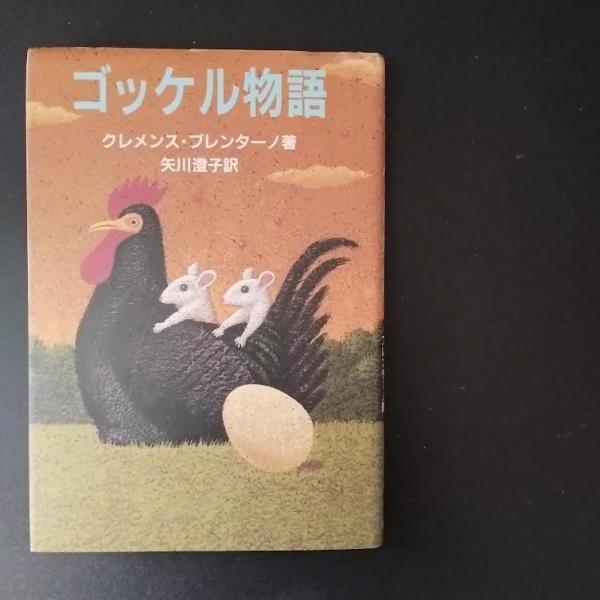 ゴッケル物語
クレメンス・ブレンターノ著
矢川澄子訳